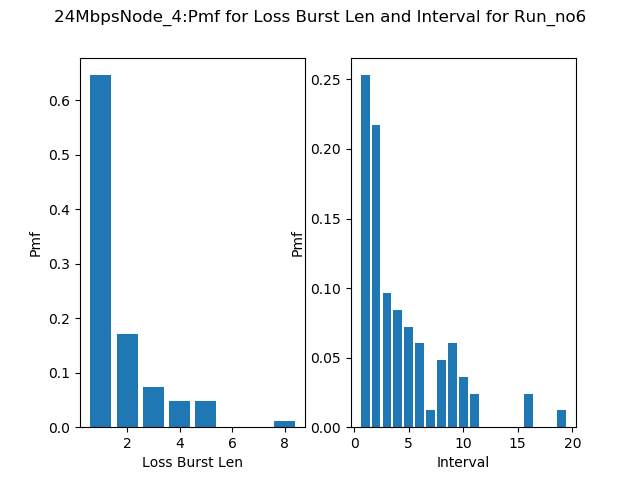 24MbpsNode_4:Pmf for Loss Burst Len and Interval for Run_no6
Pmf
0.6
0.5
0.4
0.3
0.2
0.1
0.0
2 4 6 8
Loss Burst Len
Pmf
0.25
0.20
0.15
0.10
0.05
0.00
0 5 10 15 20
Interval